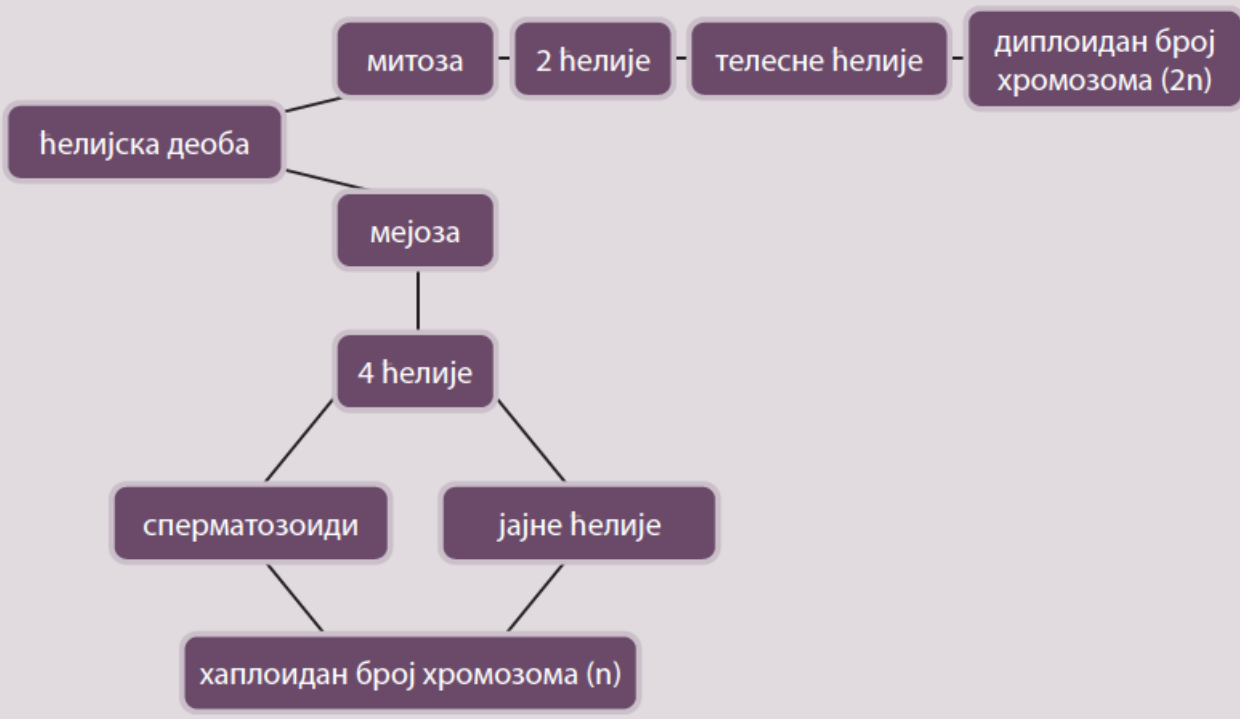 митоза
2 ћелије
телесне ћелије
диплоидан број
хромозома (2n)
ћелијска деоба
мејоза
4 ћелије
сперматозоиди
јајне ћелије
хаплоидан број хромозома (n)